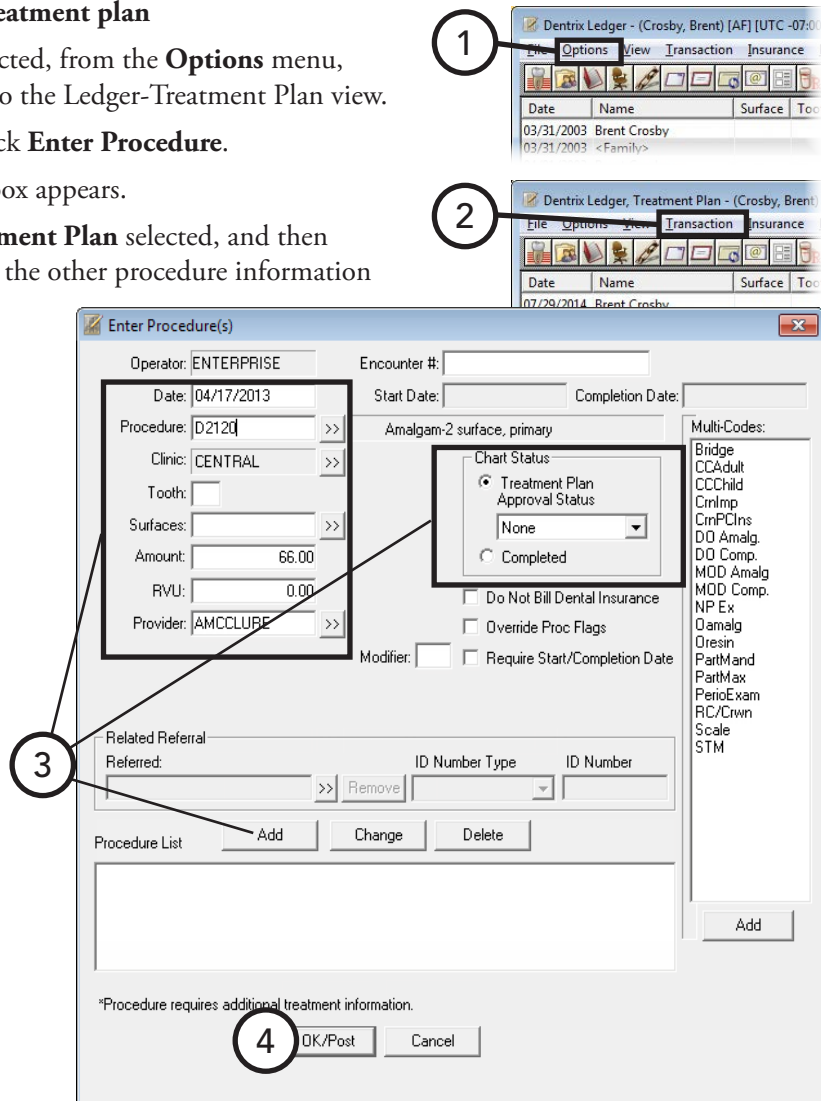 eatment plan
cted, from the Options menu,
o the Ledger-Treatment Plan view.
ck Enter Procedure.
ox appears.
ment Plan selected, and then
the other procedure information
1
Dentrix Ledger - (Crosby, Brent) [AF] [UTC -07:00
File Options View Transaction Insurance
Date Name Surface Too
03/31/2003 Brent Crosby
03/31/2003 <Family>
2
Dentrix Ledger, Treatment Plan - (Crosby, Brent)
File Options View Transaction Insurance
Date Name Surface Too
07/29/2014 Brent Crosby
Enter Procedure(s)
Operator: ENTERPRISE Encounter #:
Date: 04/17/2013 Start Date: Completion Date:
Procedure: D2120 >> Amalgam-2 surface, primary Multi-Codes:
Clinic: CENTRAL >>
Tooth:
Surfaces: >>
Amount: 66.00
RVU: 0.00
Provider: AMCCLURE >>
Chart Status
Treatment Plan
Approval Status
None
Completed
Do Not Bill Dental Insurance
Override Proc Flags
Modifier: Require Start/Completion Date
Bridge
CCAdult
CCChild
CrnImp
CrnPCIns
DO Amalg.
DO Comp.
MOD Amalg
MOD Comp.
NP Ex
Oamalg
Oresin
PartMand
PartMax
PerioExam
RC/Crwn
Scale
STM
Add
3
Related Referral
Referred: ID Number Type ID Number
>> Remove
Procedure List Add Change Delete
*Procedure requires additional treatment information.
4 OK/Post Cancel